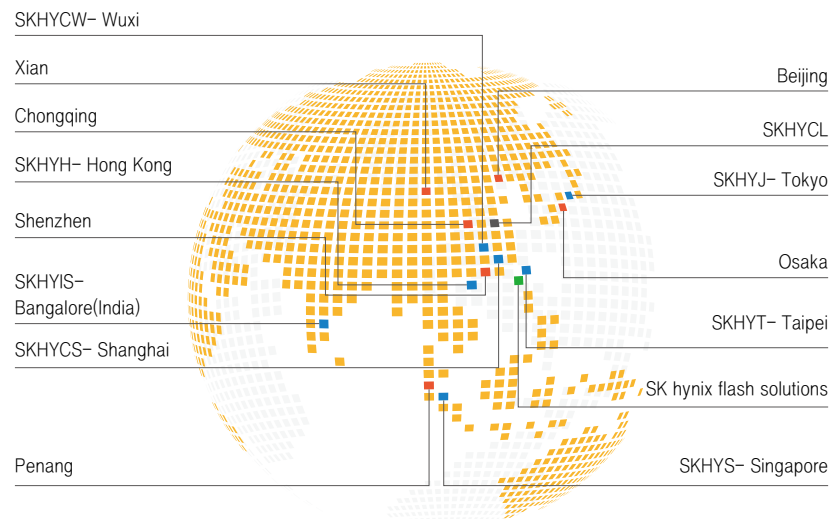 SKHYCW- Wuxi
Xian
Chongqing
SKHYH- Hong Kong
Shenzhen
SKHYIS-
Bangalore(India)
SKHYCS- Shanghai
Penang
Beijing
SKHYCL
SKHYJ- Tokyo
Osaka
SKHYT- Taipei
SK hynix flash solutions
SKHYS- Singapore